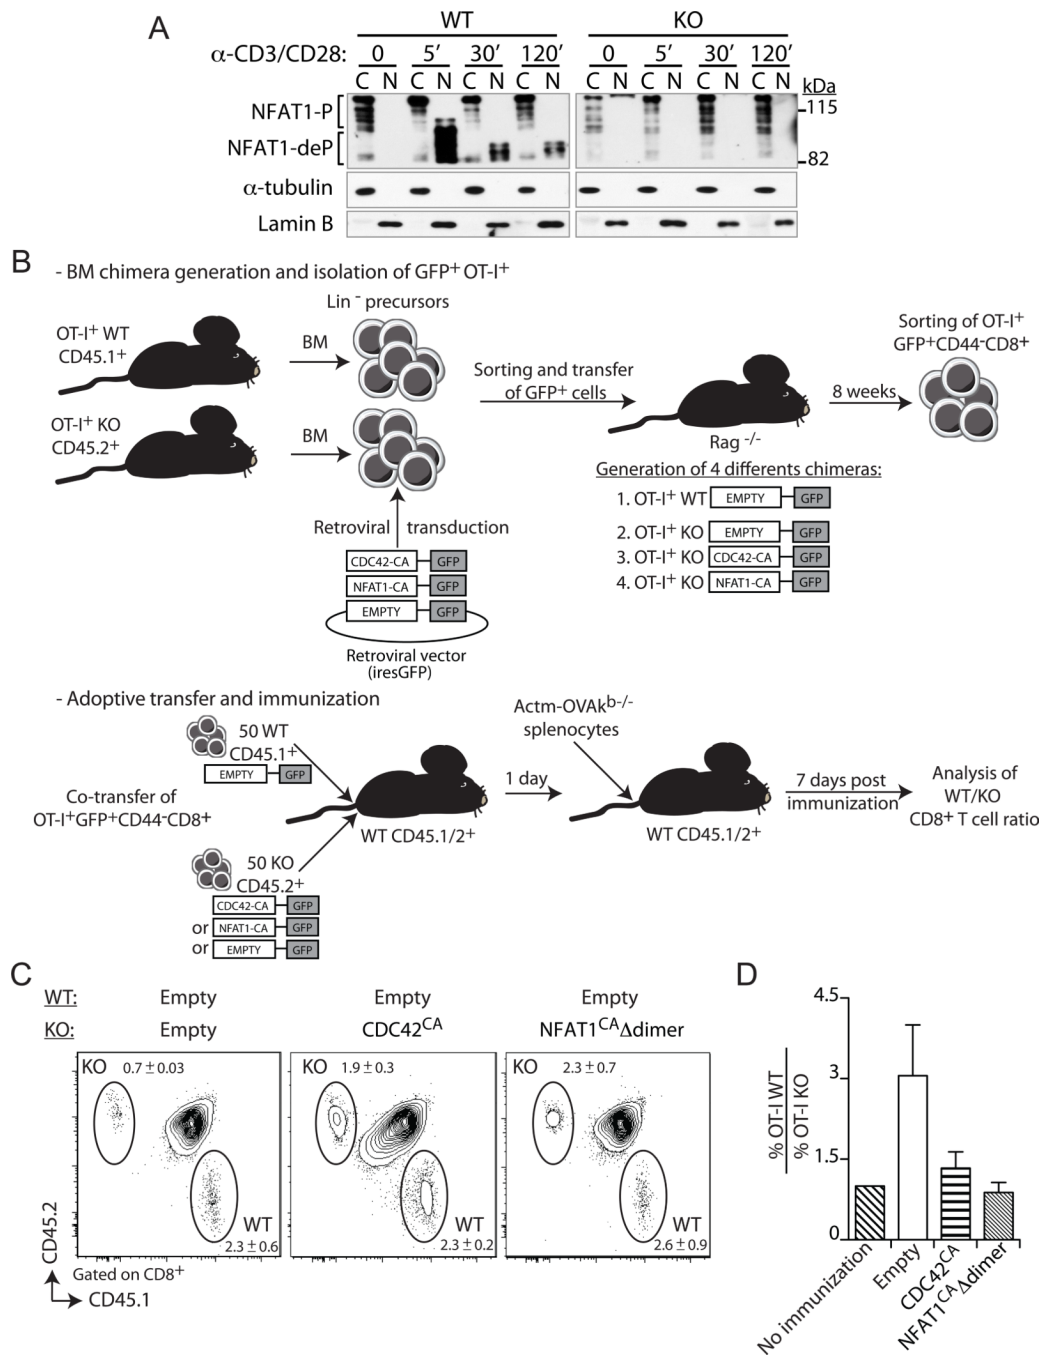 A
WT KO
α-CD3/CD28: 0 5′ 30′ 120′ 0 5′ 30′ 120′
C N C N C N C N C N C N C N C N kDa
NFAT1-P 115
NFAT1-deP 82
α-tubulin
Lamin B
B
- BM chimera generation and isolation of GFP+ OT-I+
OT-I+ WT
CD45.1+
BM
Lin - precursors
OT-I+ KO
CD45.2+
BM
Sorting and transfer
of GFP+ cells
Rag -/-
8 weeks
Sorting of OT-I+
GFP+CD44-CD8+
Retroviral transduction
CDC42-CA GFP
NFAT1-CA GFP
EMPTY GFP
Retroviral vector
(iresGFP)
Generation of 4 differents chimeras:
1. OT-I+ WT EMPTY GFP
2. OT-I+ KO EMPTY GFP
3. OT-I+ KO CDC42-CA GFP
4. OT-I+ KO NFAT1-CA GFP
- Adoptive transfer and immunization
50 WT
CD45.1+
EMPTY GFP
Co-transfer of
OT-I+GFP+CD44-CD8+
50 KO
CD45.2+
CDC42-CA GFP
or NFAT1-CA GFP
or EMPTY GFP
WT CD45.1/2+
1 day
Actm-OVAkb-/-
splenocytes
WT CD45.1/2+
7 days post
immunization
Analysis of
WT/KO
CD8+ T cell ratio
C
WT: Empty Empty Empty
KO: Empty CDC42CA NFAT1CAΔdimer
KO 0.7 ± 0.03
WT
2.3 ± 0.6
KO 1.9 ± 0.3
WT
2.3 ± 0.2
2.3 ± 0.7
KO
WT
2.6 ± 0.9
CD45.2
Gated on CD8+
CD45.1
D
% OT-I WT
% OT-I KO
4.5
3
1.5
0
No immunization
Empty
CDC42CA
NFAT1CAΔdimer